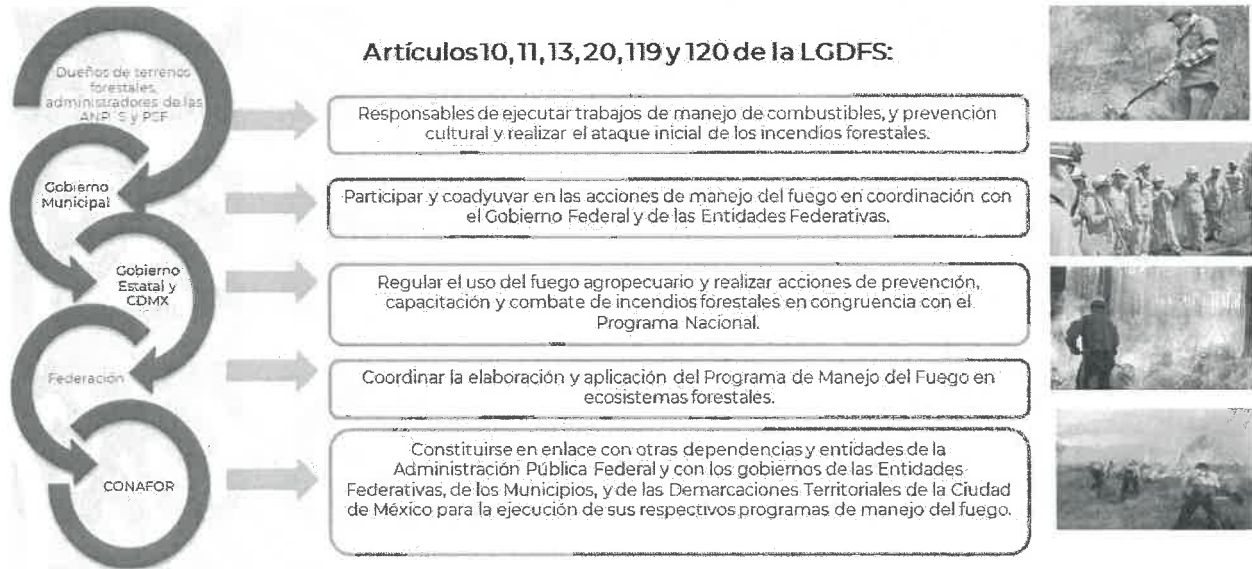 Artículos 10, 11, 13, 20, 119 y 120 de la LGDFS:
Dueños de terrenos
forestales,
administradores de las
ANP´S y PSF
Responsables de ejecutar trabajos de manejo de combustibles, y prevención
cultural y realizar el ataque inicial de los incendios forestales.
Gobierno
Municipal
Participar y coadyuvar en las acciones de manejo del fuego en coordinación con
el Gobierno Federal y de las Entidades Federativas.
Gobierno
Estatal y
CDMX
Regular el uso del fuego agropecuario y realizar acciones de prevención,
capacitación y combate de incendios forestales en congruencia con el
Programa Nacional.
Federación
Coordinar la elaboración y aplicación del Programa de Manejo del Fuego en
ecosistemas forestales.
CONAFOR
Constituirse en enlace con otras dependencias y entidades de la
Administración Pública Federal y con los gobiernos de las Entidades
Federativas, de los Municipios, y de las Demarcaciones Territoriales de la Ciudad
de México para la ejecución de sus respectivos programas de manejo del fuego.